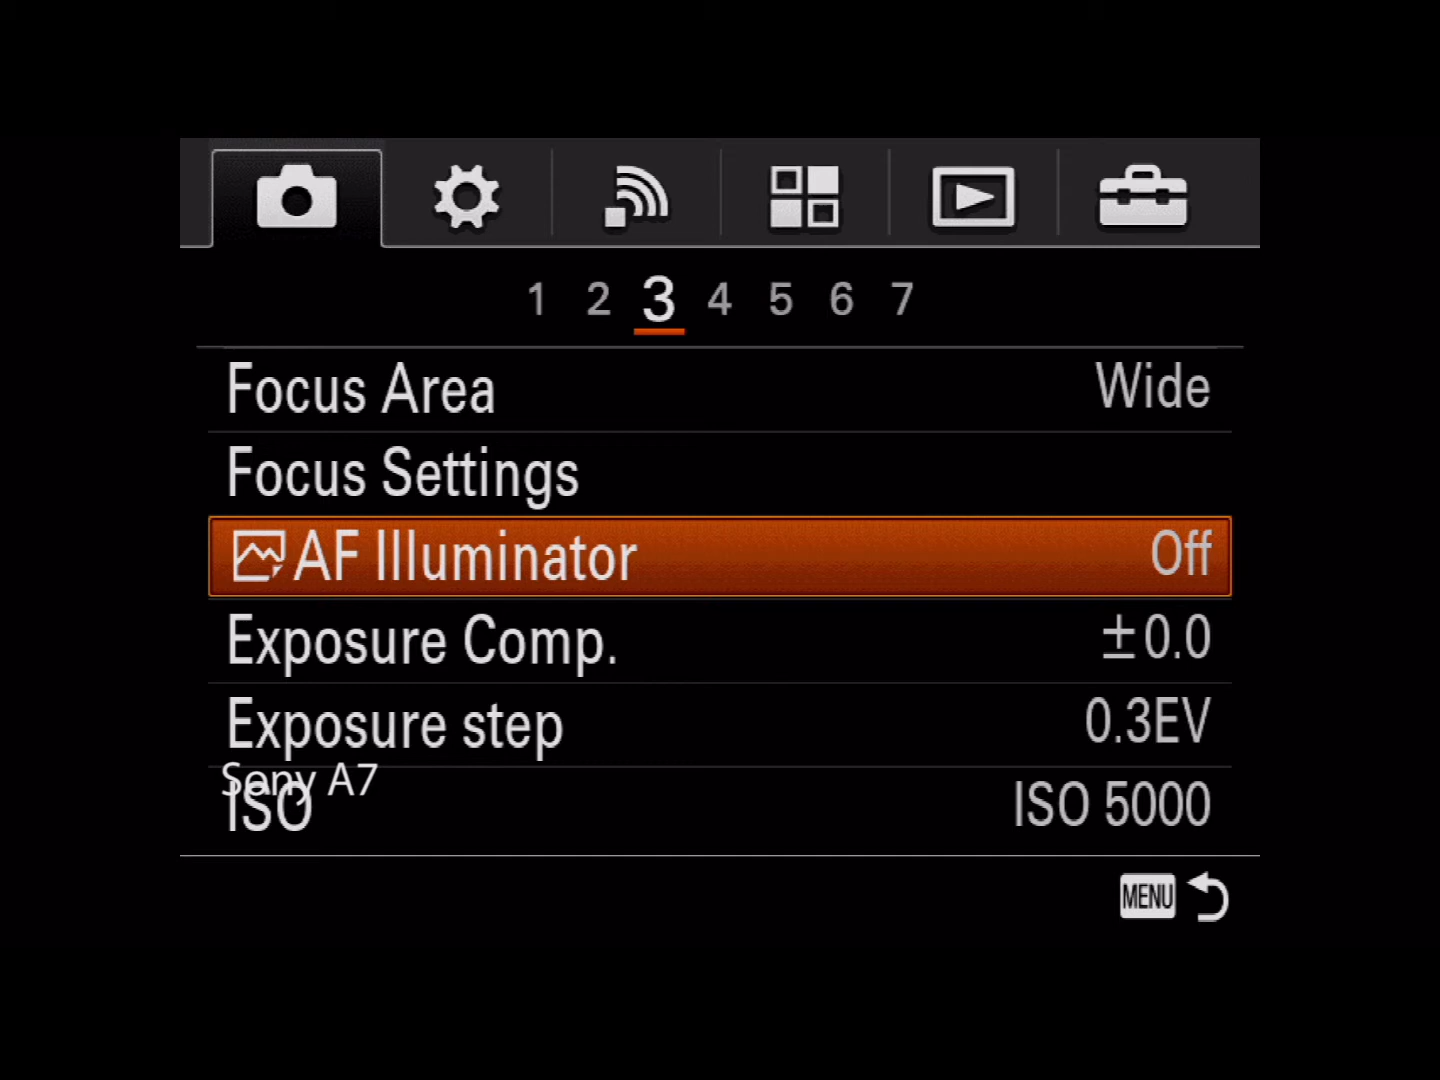 1 2 3 4 5 6 7
Focus Area Wide
Focus Settings
AF Illuminator Off
Exposure Comp. ±0.0
Exposure step 0.3EV
Sony A7
ISO ISO 5000
MENU